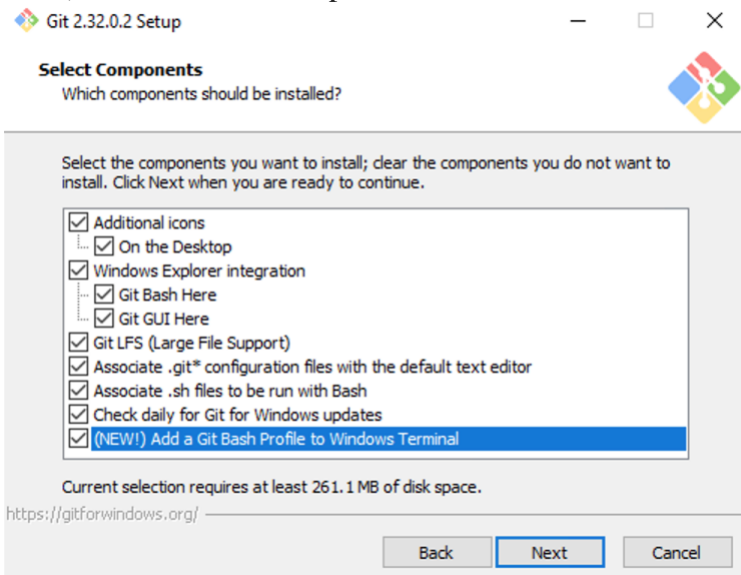 Git 2.32.0.2 Setup
Select Components
Which components should be installed?
Select the components you want to install; clear the components you do not want to
install. Click Next when you are ready to continue.
Additional icons
On the Desktop
Windows Explorer integration
Git Bash Here
Git GUI Here
Git LFS (Large File Support)
Associate .git* configuration files with the default text editor
Associate .sh files to be run with Bash
Check daily for Git for Windows updates
(NEW!) Add a Git Bash Profile to Windows Terminal
Current selection requires at least 261.1 MB of disk space.
https://gitforwindows.org/
Back Next Cancel